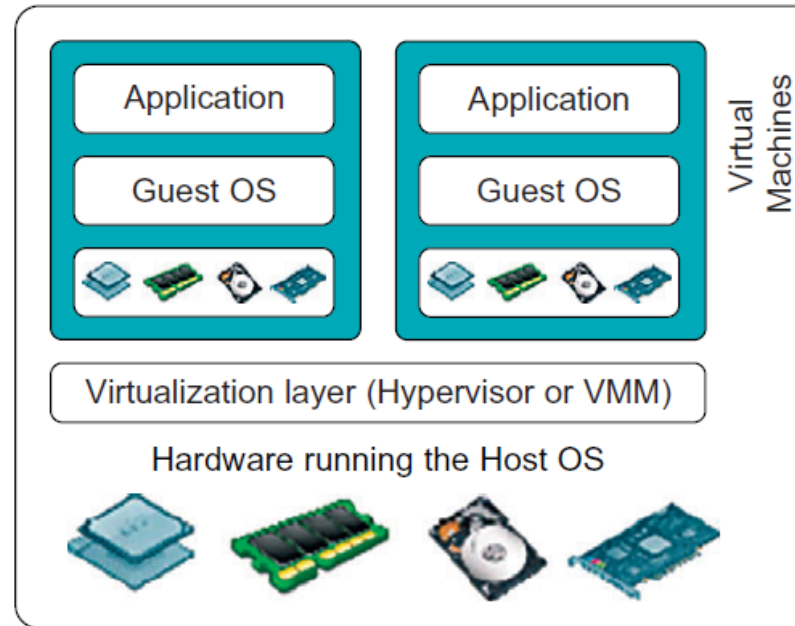 Application
Guest OS
Application
Guest OS
Virtual
Machines
Virtualization layer (Hypervisor or VMM)
Hardware running the Host OS